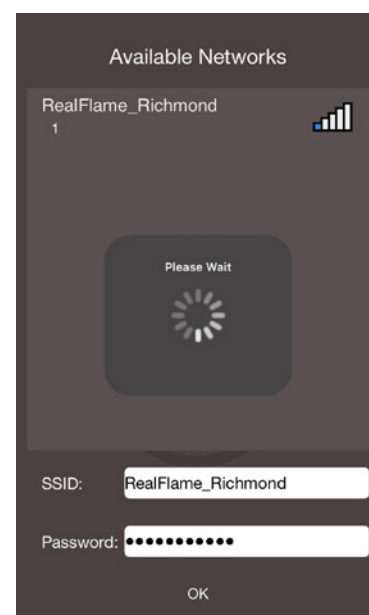 Available Networks
RealFlame_Richmond
1
Please Wait
SSID: RealFlame_Richmond
Password: •••••••••••
OK